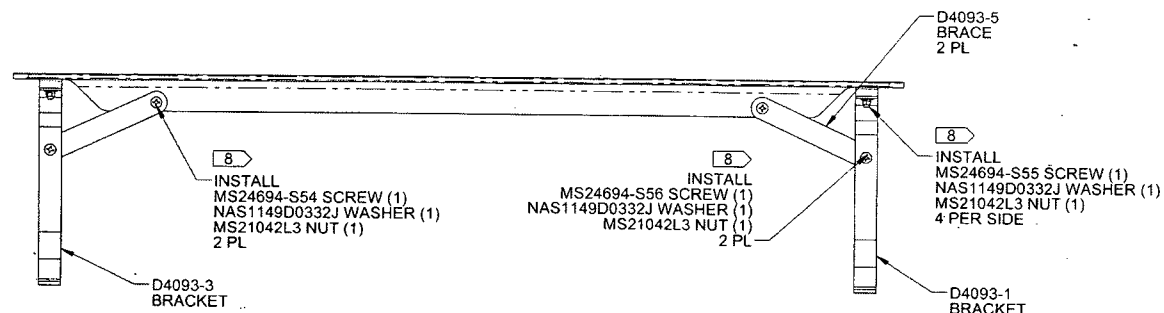 D4093-5
BRACE
2 PL
8
INSTALL
MS24694-S54 SCREW (1)
NAS1149D0332J WASHER (1)
MS21042L3 NUT (1)
2 PL
8
INSTALL
MS24694-S56 SCREW (1)
NAS1149D0332J WASHER (1)
MS21042L3 NUT (1)
2 PL
8
INSTALL
MS24694-S55 SCREW (1)
NAS1149D0332J WASHER (1)
MS21042L3 NUT (1)
4 PER SIDE
D4093-3
BRACKET
D4093-1
BRACKET